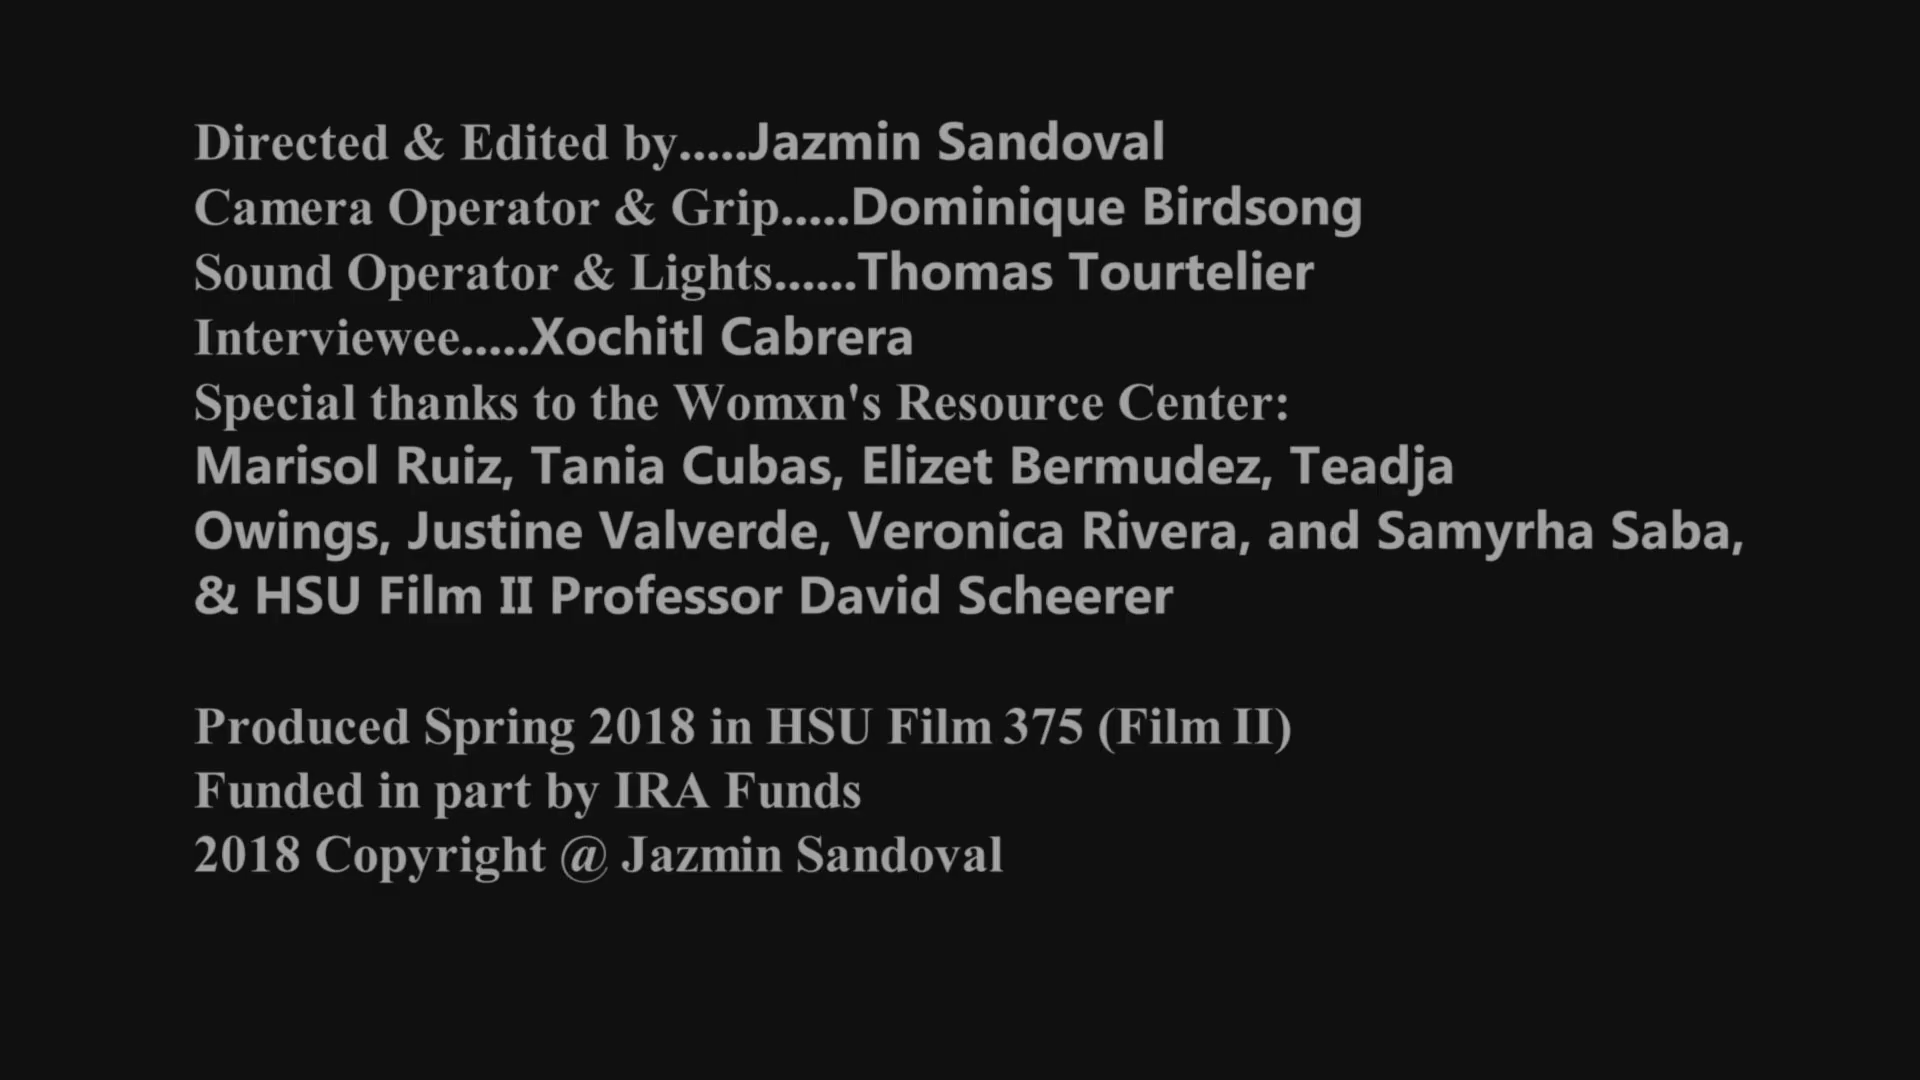 Directed & Edited by.....Jazmin Sandoval
Camera Operator & Grip.....Dominique Birdsong
Sound Operator & Lights......Thomas Tourtelier
Interviewee.....Xochitl Cabrera
Special thanks to the Womxn's Resource Center:
Marisol Ruiz, Tania Cubas, Elizet Bermudez, Teadja
Owings, Justine Valverde, Veronica Rivera, and Samyrha Saba,
& HSU Film II Professor David Scheerer
Produced Spring 2018 in HSU Film 375 (Film II)
Funded in part by IRA Funds
2018 Copyright @ Jazmin Sandoval